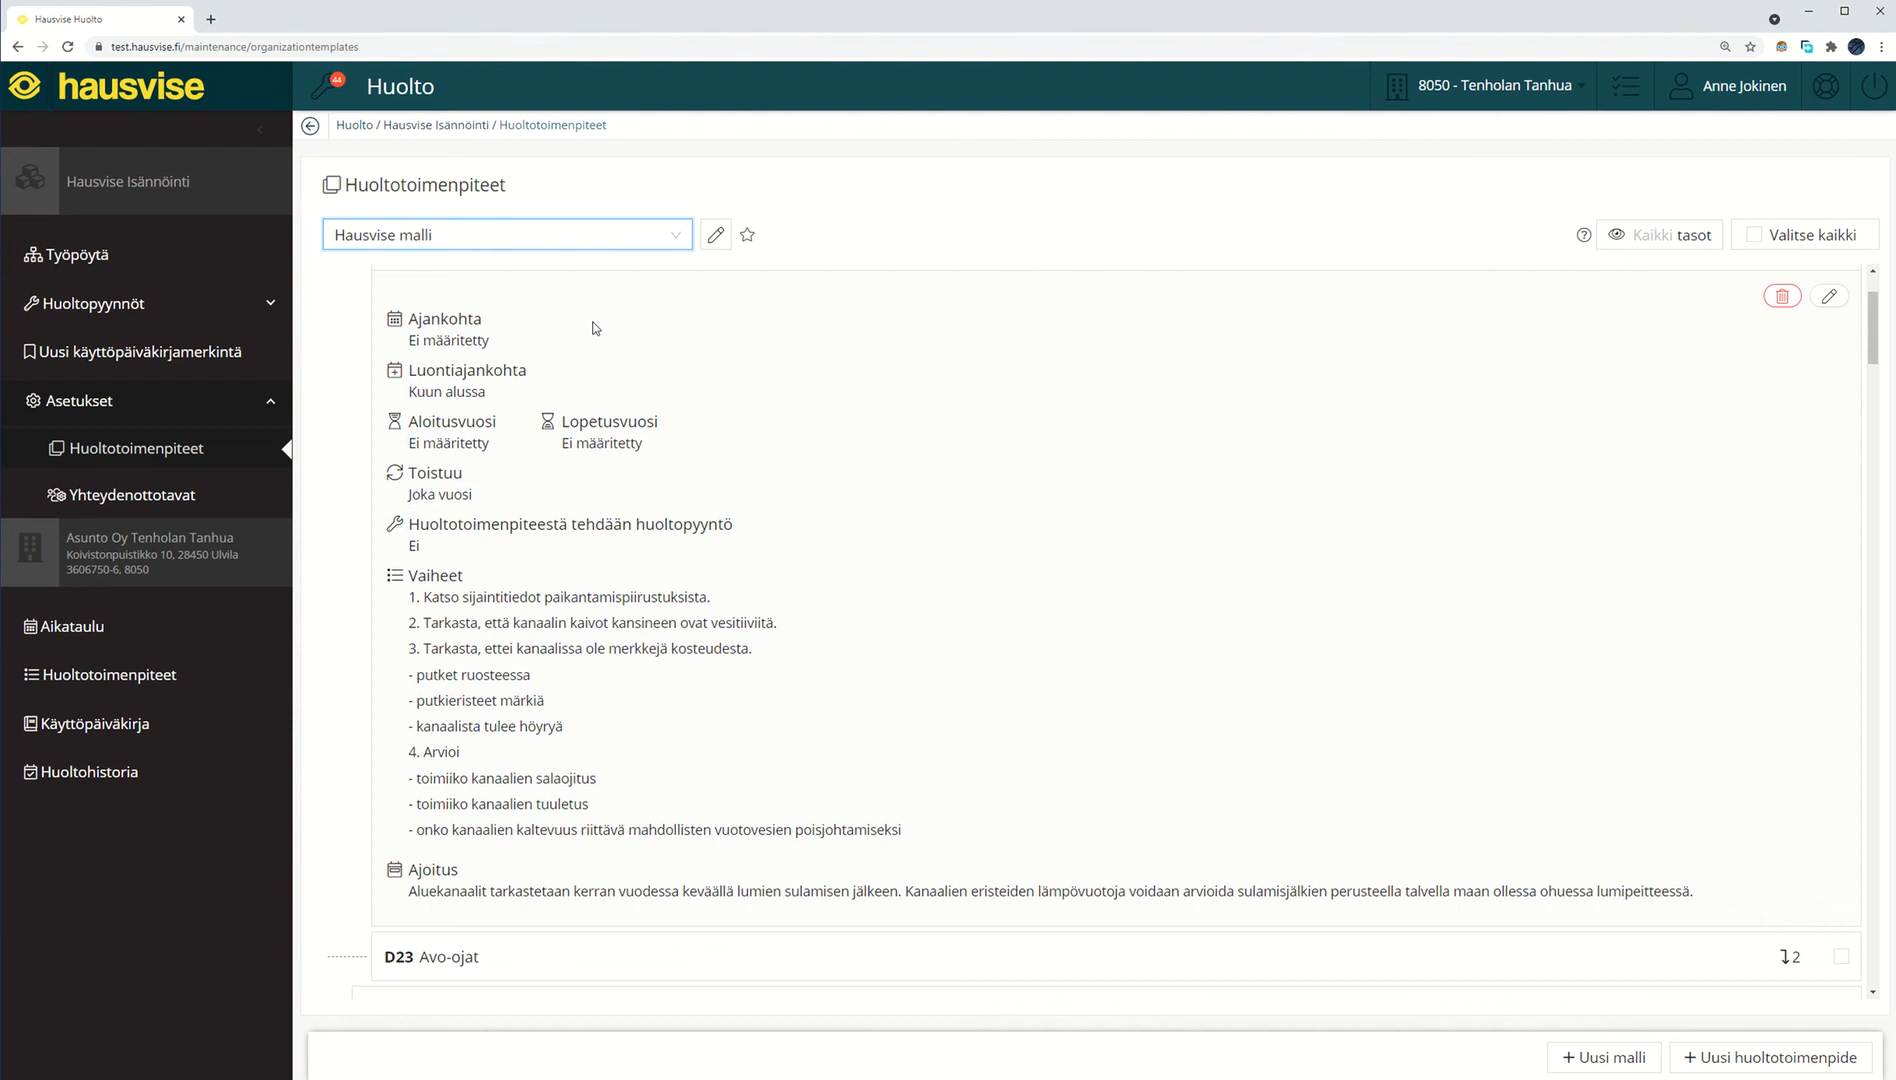 Hausvise Huolto
test.hausvise.fi/maintenance/organizationtemplates
hausvise
44
Huolto
8050 - Tenholan Tanhua
Anne Jokinen
Huolto / Hausvise Isännöinti / Huoltotoimenpiteet
Hausvise Isännöinti
Työpöytä
Huoltopyynnöt
Uusi käyttöpäiväkirjamerkintä
Asetukset
Huoltotoimenpiteet
Yhteydenottotavat
Asunto Oy Tenholan Tanhua
Koivistonpuistikko 10, 28450 Ulvila
3606750-6, 8050
Aikataulu
Huoltotoimenpiteet
Käyttöpäiväkirja
Huoltohistoria
Huoltotoimenpiteet
Hausvise malli
Kaikki tasot
Valitse kaikki
Ajankohta
Ei määritetty
Luontiajankohta
Kuun alussa
Aloitusvuosi Lopetusvuosi
Ei määritetty Ei määritetty
Toistuu
Joka vuosi
Huoltotoimenpiteestä tehdään huoltopyyntö
Ei
Vaiheet
1. Katso sijaintitiedot paikantamispiirustuksista.
2. Tarkasta, että kanaalin kaivot kansineen ovat vesitiiviitä.
3. Tarkasta, ettei kanaalissa ole merkkejä kosteudesta.
- putket ruosteessa
- putkieristeet märkiä
- kanaalista tulee höyryä
4. Arvioi
- toimiiko kanaalien salaojitus
- toimiiko kanaalien tuuletus
- onko kanaalien kaltevuus riittävä mahdollisten vuotovesien poisjohtamiseksi
Ajoitus
Aluekanaalit tarkastetaan kerran vuodessa keväällä lumien sulamisen jälkeen. Kanaalien eristeiden lämpövuotoja voidaan arvioida sulamisjälkien perusteella talvella maan ollessa ohuessa lumipeitteessä.
D23 Avo-ojat
2
+ Uusi malli
+ Uusi huoltotoimenpide